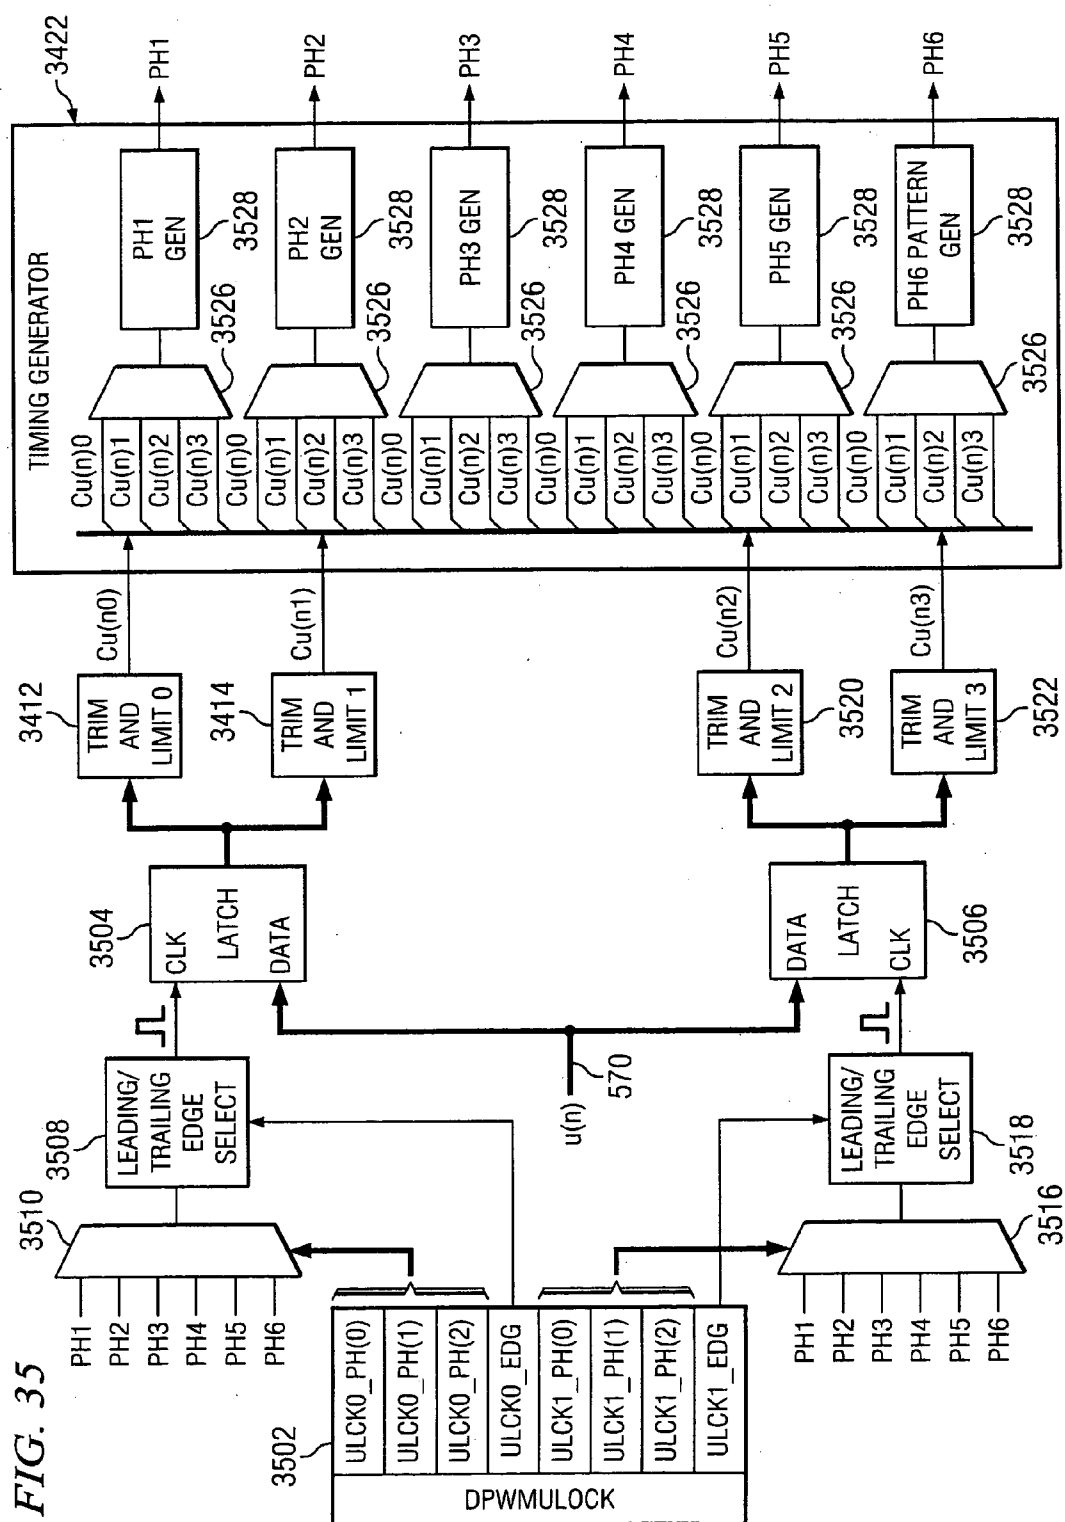 FIG. 35
3502
DPWMULOCK
ULCK0_PH(0)
ULCK0_PH(1)
ULCK0_PH(2)
ULCK0_EDG
ULCK1_PH(0)
ULCK1_PH(1)
ULCK1_PH(2)
ULCK1_EDG
PH1
PH2
PH3
PH4
PH5
PH6
3510
3508
LEADING/
TRAILING
EDGE
SELECT
PH1
PH2
PH3
PH4
PH5
PH6
3516
3518
LEADING/
TRAILING
EDGE
SELECT
u(n)
570
3504
CLK
LATCH
DATA
3506
DATA
LATCH
CLK
3412
TRIM
AND
LIMIT 0
3414
TRIM
AND
LIMIT 1
TRIM
AND
LIMIT 2
3520
TRIM
AND
LIMIT 3
3522
Cu(n0)
Cu(n1)
Cu(n2)
Cu(n3)
TIMING GENERATOR
3422
Cu(n)0
Cu(n)1
Cu(n)2
Cu(n)3
Cu(n)0
Cu(n)1
Cu(n)2
Cu(n)3
Cu(n)0
Cu(n)1
Cu(n)2
Cu(n)3
Cu(n)0
Cu(n)1
Cu(n)2
Cu(n)3
Cu(n)0
Cu(n)1
Cu(n)2
Cu(n)3
Cu(n)0
Cu(n)1
Cu(n)2
Cu(n)3
3526
3526
3526
3526
3526
3526
PH1
GEN
3528
PH2
GEN
3528
PH3 GEN
3528
PH4 GEN
3528
PH5 GEN
3528
PH6 PATTERN
GEN
3528
PH1
PH2
PH3
PH4
PH5
PH6